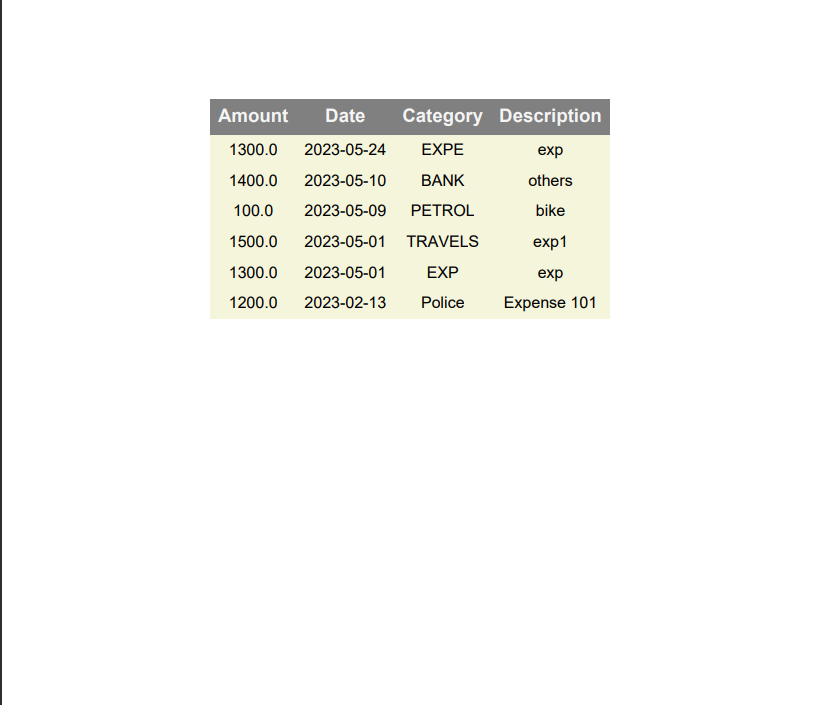 Amount Date Category Description
1300.0 2023-05-24 EXPE exp
1400.0 2023-05-10 BANK others
100.0 2023-05-09 PETROL bike
1500.0 2023-05-01 TRAVELS exp1
1300.0 2023-05-01 EXP exp
1200.0 2023-02-13 Police Expense 101